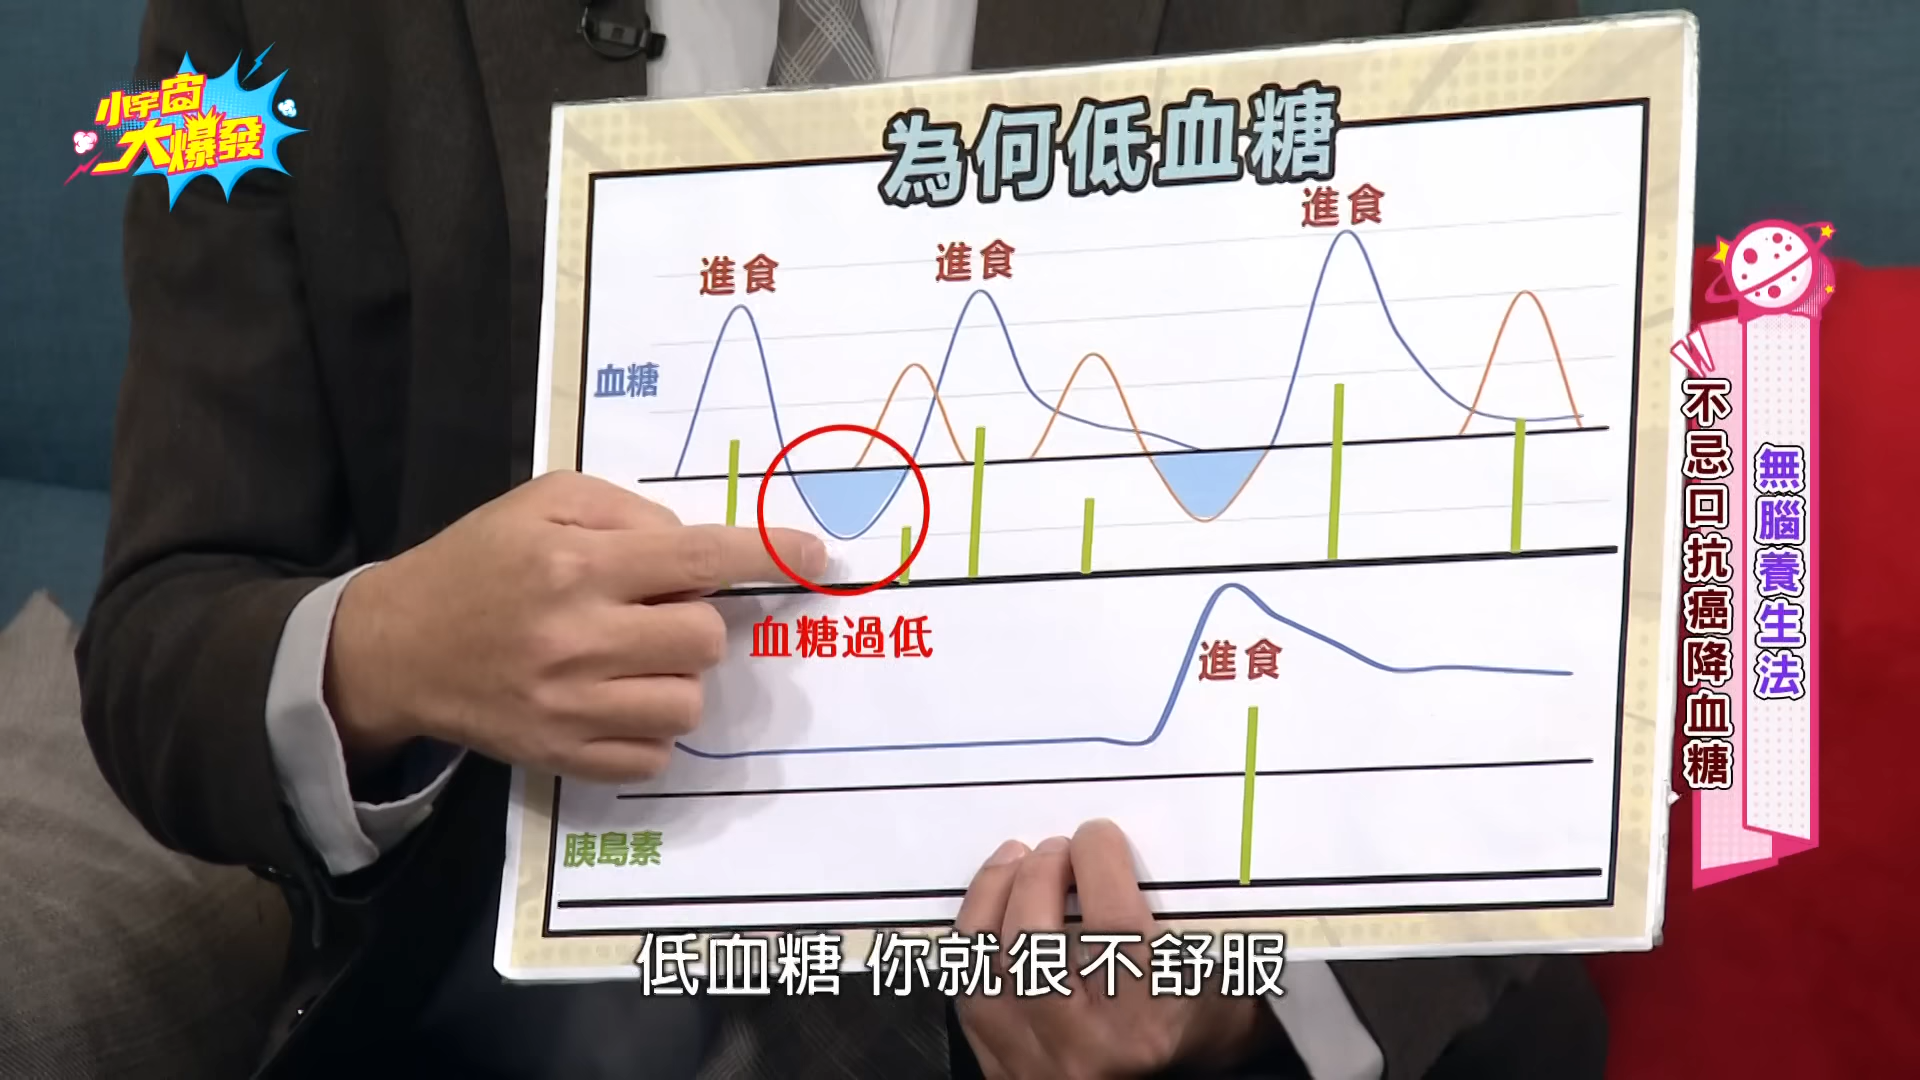 小宇宙
大爆發
為何低血糖
進食
進食
進食
血糖
血糖過低
進食
胰島素
無腦養生法
不忌口抗癌降血糖
低血糖 你就很不舒服